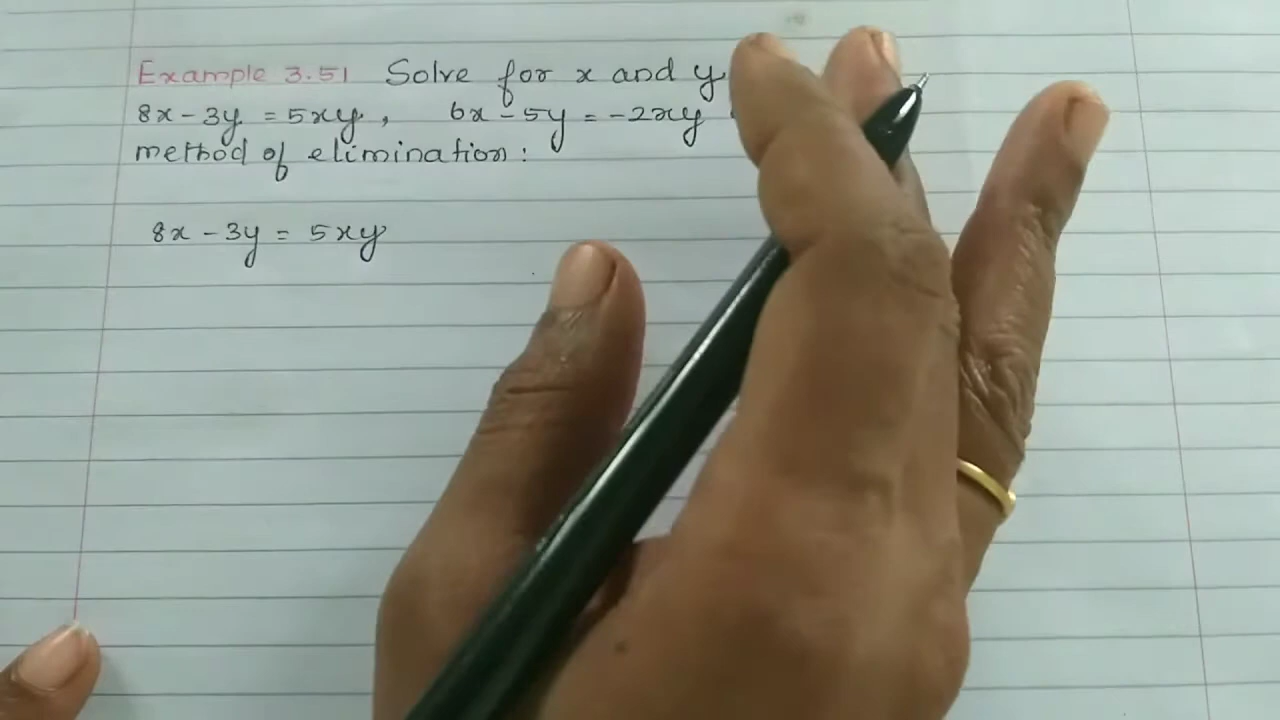 Example 3.51 Solve for x and y
8x - 3y = 5xy, 6x - 5y = -2xy
method of elimination:
8x - 3y = 5xy